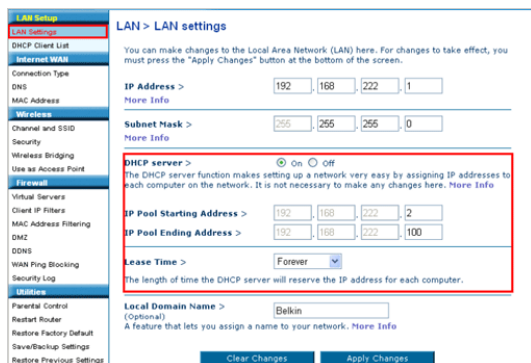 LAN Setup
LAN Settings
DHCP Client List
Internet WAN
Connection Type
DNS
MAC Address
Wireless
Channel and SSID
Security
Wireless Bridging
Use as Access Point
Firewall
Virtual Servers
Client IP Filters
MAC Address Filtering
DMZ
DDNS
WAN Ping Blocking
Security Log
Utilities
Parental Control
Restart Router
Restore Factory Default
Save/Backup Settings
Restore Previous Settings
LAN > LAN settings
You can make changes to the Local Area Network (LAN) here. For changes to take effect, you
must press the "Apply Changes" button at the bottom of the screen.
IP Address > 192 . 168 . 222 . 1
More Info
Subnet Mask > 255 . 255 . 255 . 0
More Info
DHCP server > On Off
The DHCP server function makes setting up a network very easy by assigning IP addresses to
each computer on the network. It is not necessary to make any changes here. More Info
IP Pool Starting Address > 192 . 168 . 222 . 2
IP Pool Ending Address > 192 . 168 . 222 . 100
Lease Time > Forever
The length of time the DHCP server will reserve the IP address for each computer.
Local Domain Name > Belkin
(Optional)
A feature that lets you assign a name to your network. More Info
Clear Changes Apply Changes